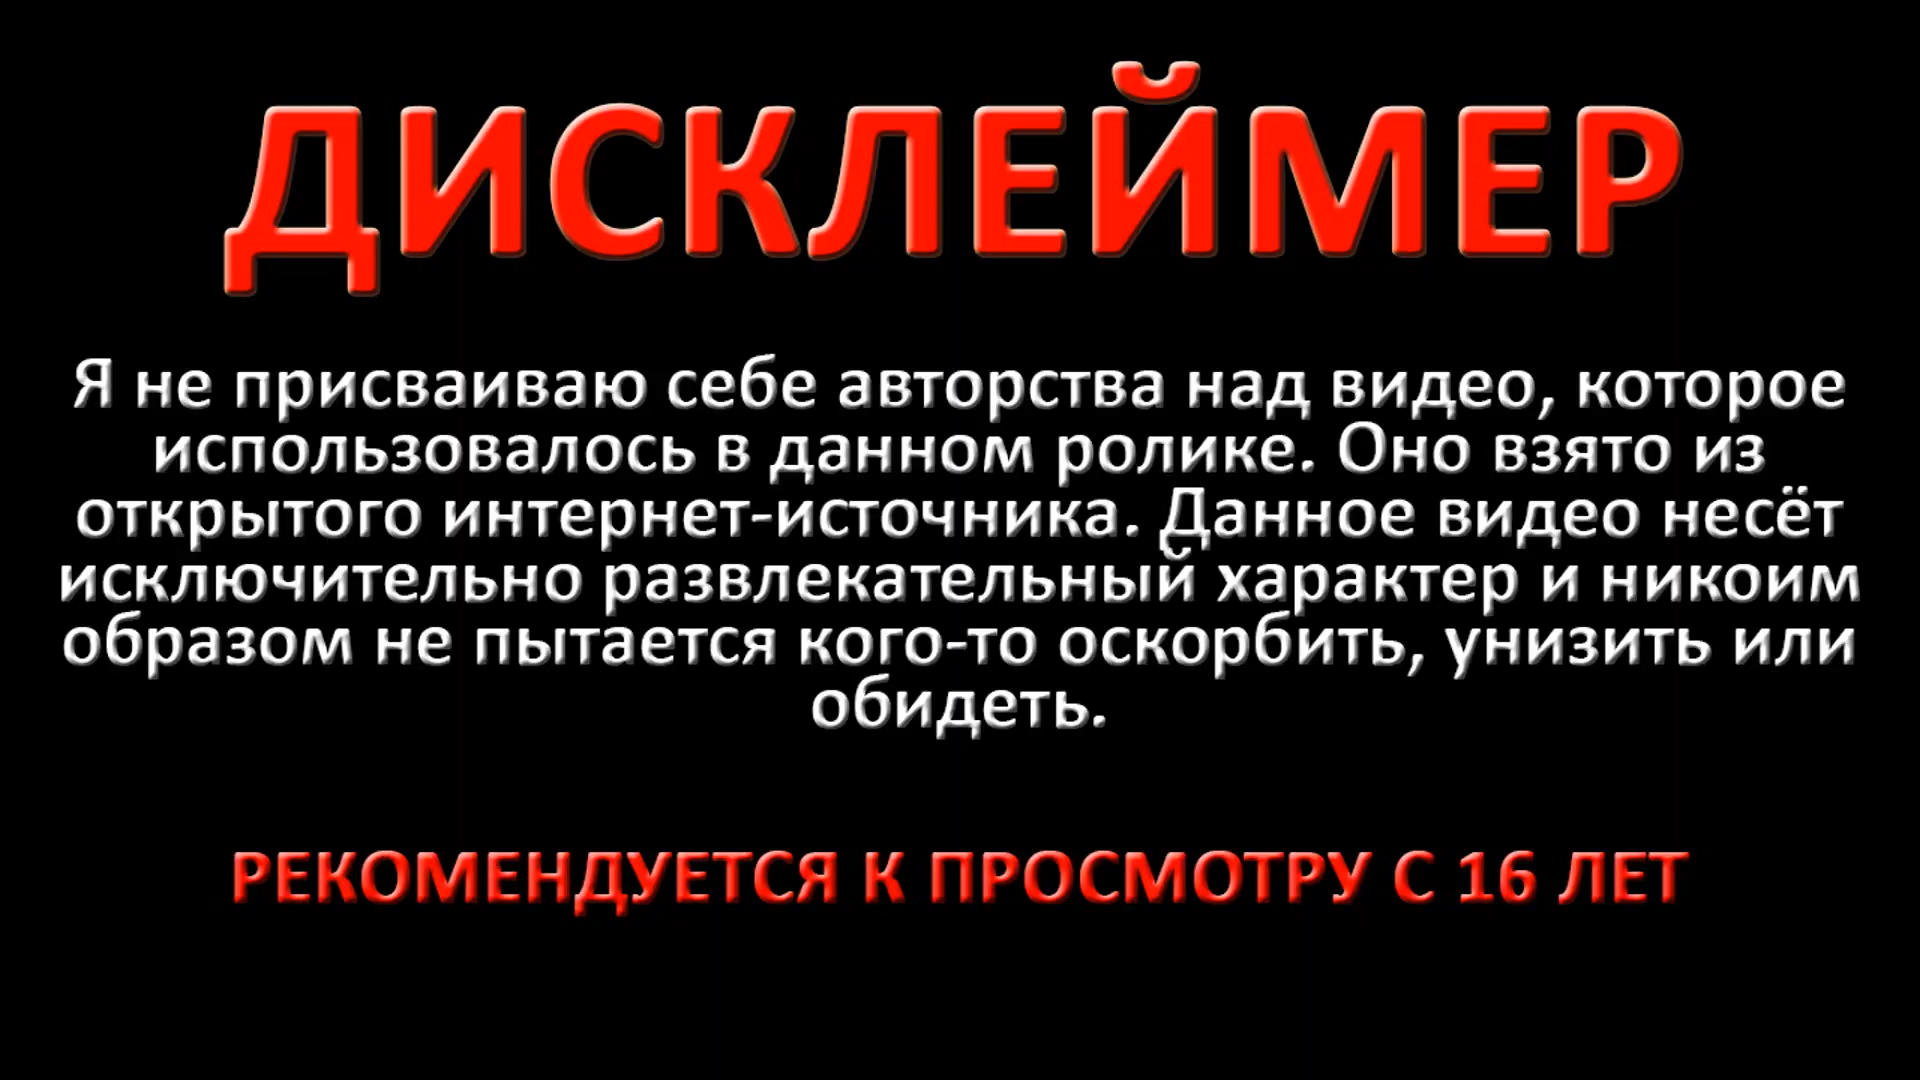 ДИСКЛЕЙМЕР
Я не присваиваю себе авторства над видео, которое
использовалось в данном ролике. Оно взято из
открытого интернет-источника. Данное видео несёт
исключительно развлекательный характер и никоим
образом не пытается кого-то оскорбить, унизить или
обидеть.
РЕКОМЕНДУЕТСЯ К ПРОСМОТРУ С 16 ЛЕТ